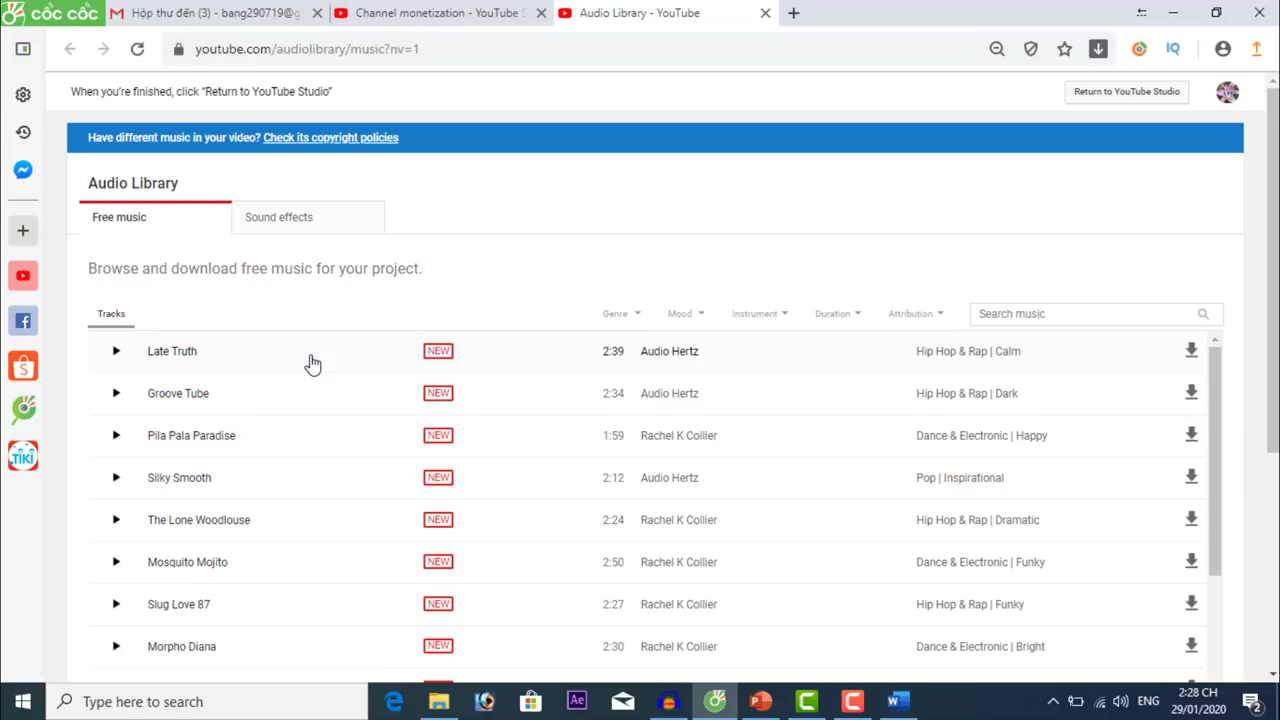 CỐC CỐC
Hộp thư đến (3) - bang290719@g
Channel monetization - YouTube S
Audio Library - YouTube
youtube.com/audiolibrary/music?nv=1
IQ
When you're finished, click "Return to YouTube Studio"
Return to YouTube Studio
Have different music in your video? Check its copyright policies
Audio Library
Free music
Sound effects
Browse and download free music for your project.
Tracks
Genre
Mood
Instrument
Duration
Attribution
Search music
Late Truth NEW 2:39 Audio Hertz Hip Hop & Rap | Calm
Groove Tube NEW 2:34 Audio Hertz Hip Hop & Rap | Dark
Pila Pala Paradise NEW 1:59 Rachel K Collier Dance & Electronic | Happy
Silky Smooth NEW 2:12 Audio Hertz Pop | Inspirational
The Lone Woodlouse NEW 2:24 Rachel K Collier Hip Hop & Rap | Dramatic
Mosquito Mojito NEW 2:50 Rachel K Collier Dance & Electronic | Funky
Slug Love 87 NEW 2:27 Rachel K Collier Hip Hop & Rap | Funky
Morpho Diana NEW 2:30 Rachel K Collier Dance & Electronic | Bright
TIKI
Type here to search
Ae
ENG
2:28 CH
29/01/2020
2